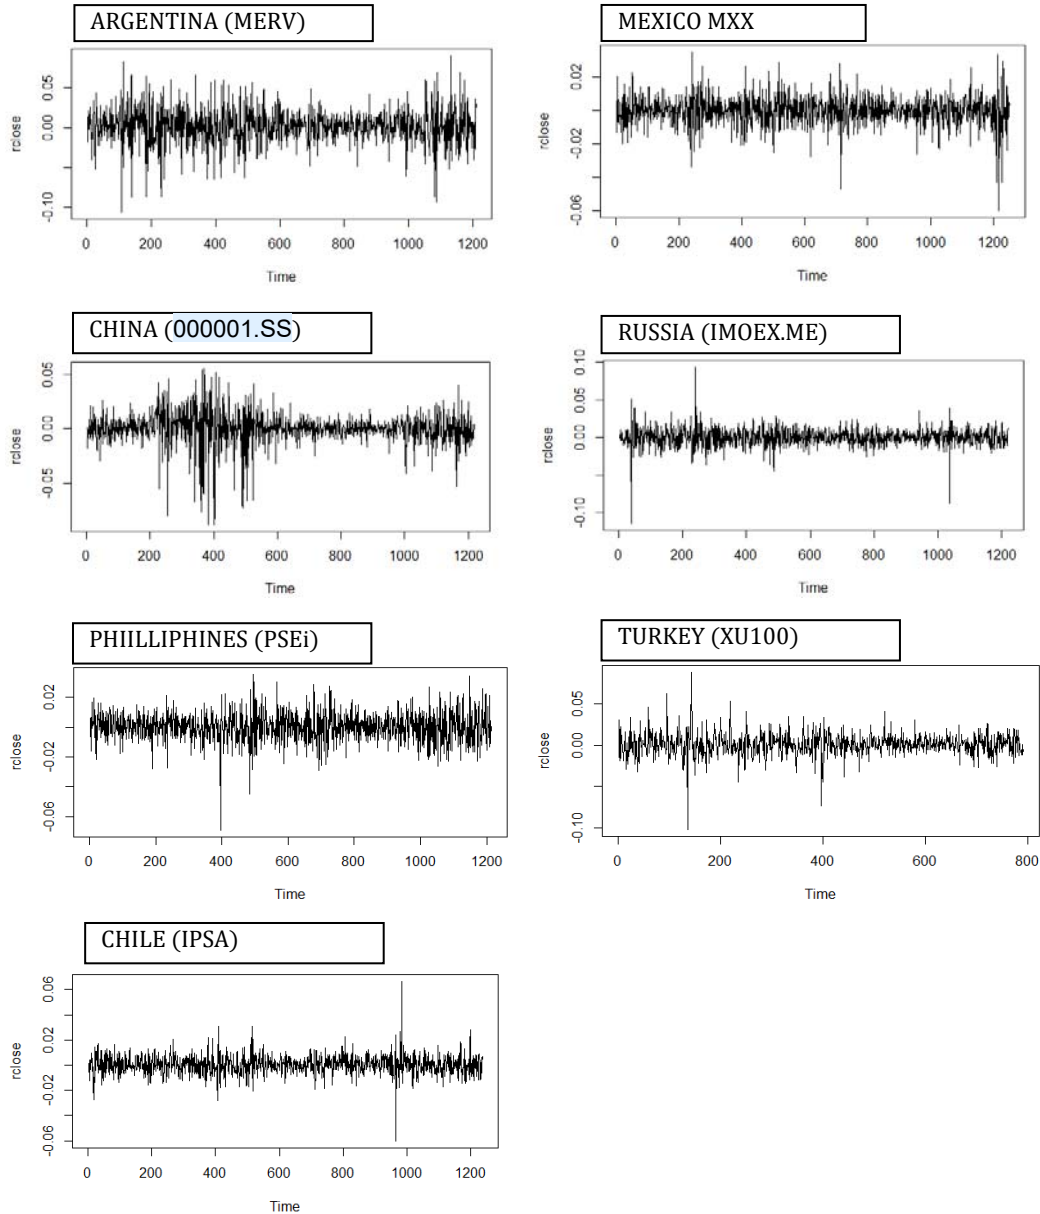 ARGENTINA (MERV)
rclose
0.05
0.00
-0.10
0 200 400 600 800 1000 1200
Time
MEXICO MXX
rclose
0.02
-0.02
-0.06
0 200 400 600 800 1000 1200
Time
CHINA (000001.SS)
rclose
0.05
0.00
-0.05
0 200 400 600 800 1000 1200
Time
RUSSIA (IMOEX.ME)
rclose
0.10
0.05
0.00
-0.10
0 200 400 600 800 1000 1200
Time
PHIILLIPHINES (PSEi)
rclose
0.02
-0.02
-0.06
0 200 400 600 800 1000 1200
Time
TURKEY (XU100)
rclose
0.05
0.00
-0.10
0 200 400 600 800
Time
CHILE (IPSA)
rclose
0.06
0.02
-0.02
-0.06
0 200 400 600 800 1000 1200
Time